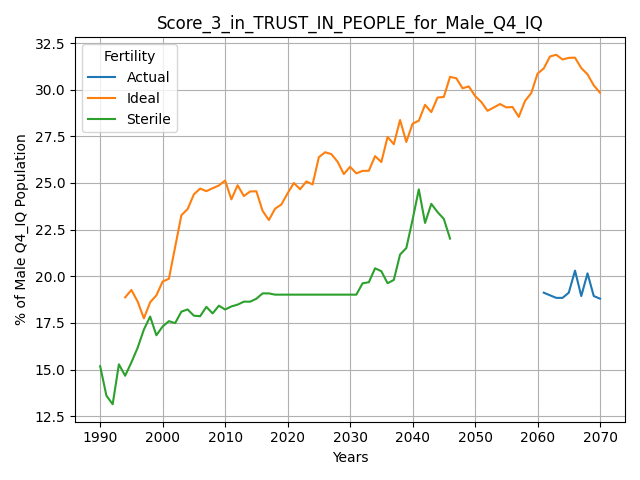 Score_3_in_TRUST_IN_PEOPLE_for_Male_Q4_IQ
32.5
30.0
27.5
25.0
22.5
20.0
17.5
15.0
12.5
% of Male Q4_IQ Population
Fertility
Actual
Ideal
Sterile
1990 2000 2010 2020 2030 2040 2050 2060 2070
Years